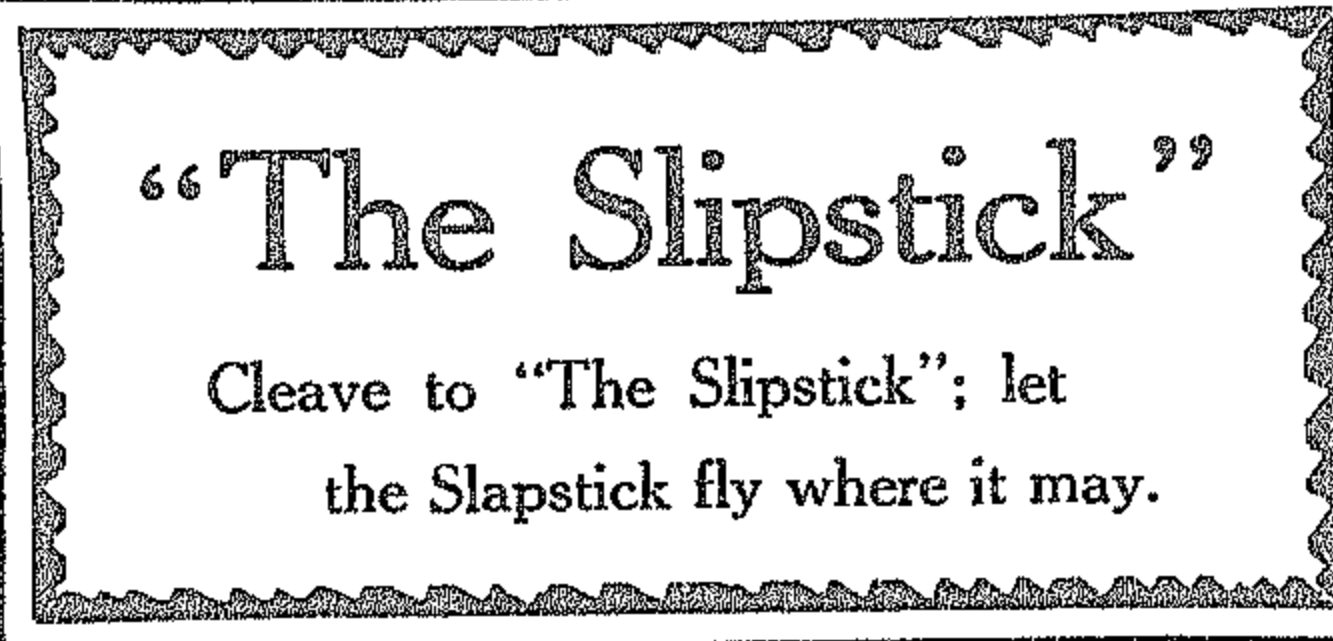 “The Slipstick”
Cleave to “The Slipstick”; let
the Slapstick fly where it may.